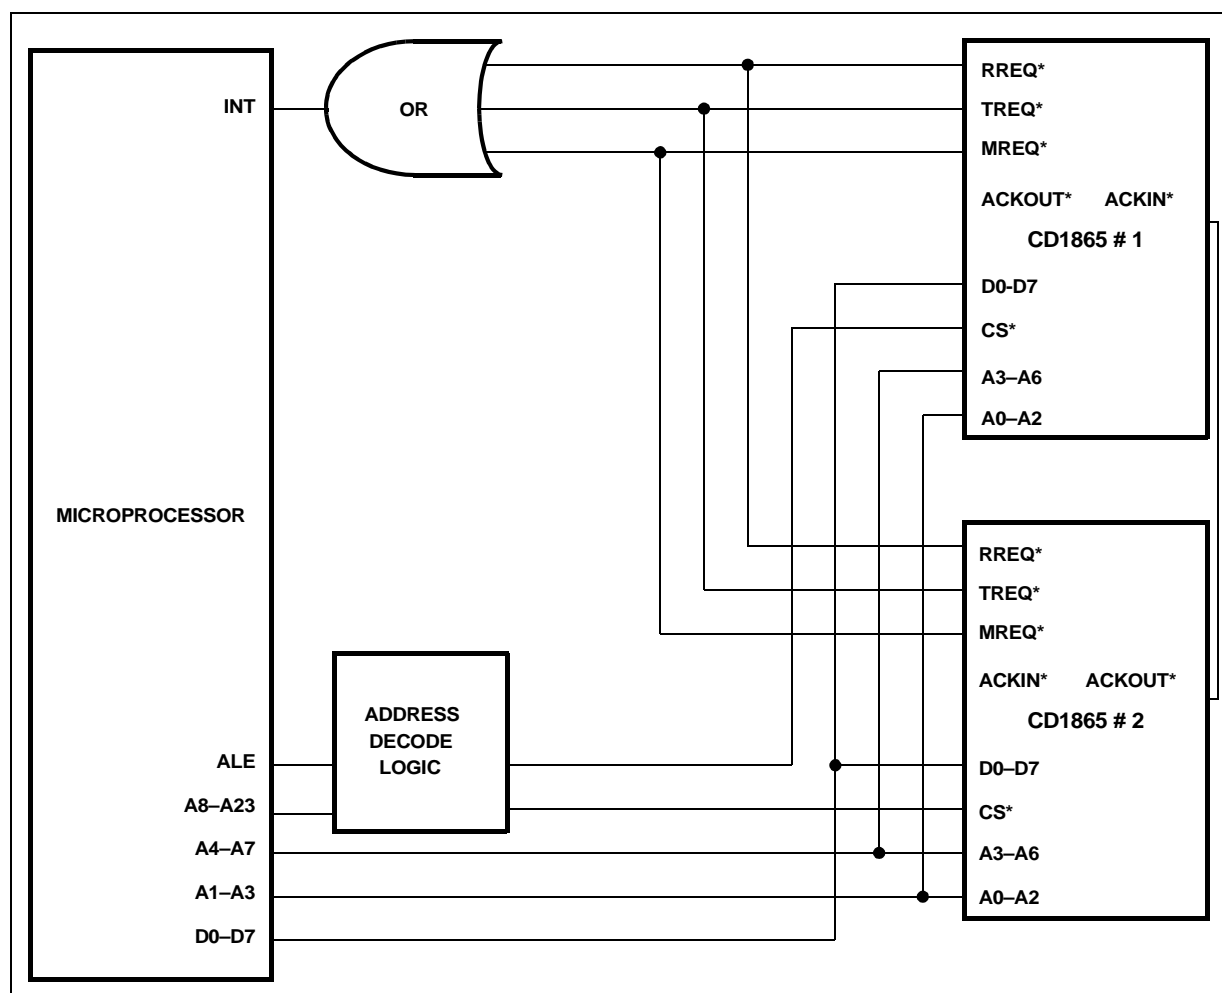 MICROPROCESSOR
INT
ALE
A8–A23
A4–A7
A1–A3
D0–D7
OR
ADDRESS
DECODE
LOGIC
RREQ*
TREQ*
MREQ*
ACKOUT* ACKIN*
CD1865 # 1
D0-D7
CS*
A3–A6
A0–A2
RREQ*
TREQ*
MREQ*
ACKIN* ACKOUT*
CD1865 # 2
D0–D7
CS*
A3–A6
A0–A2